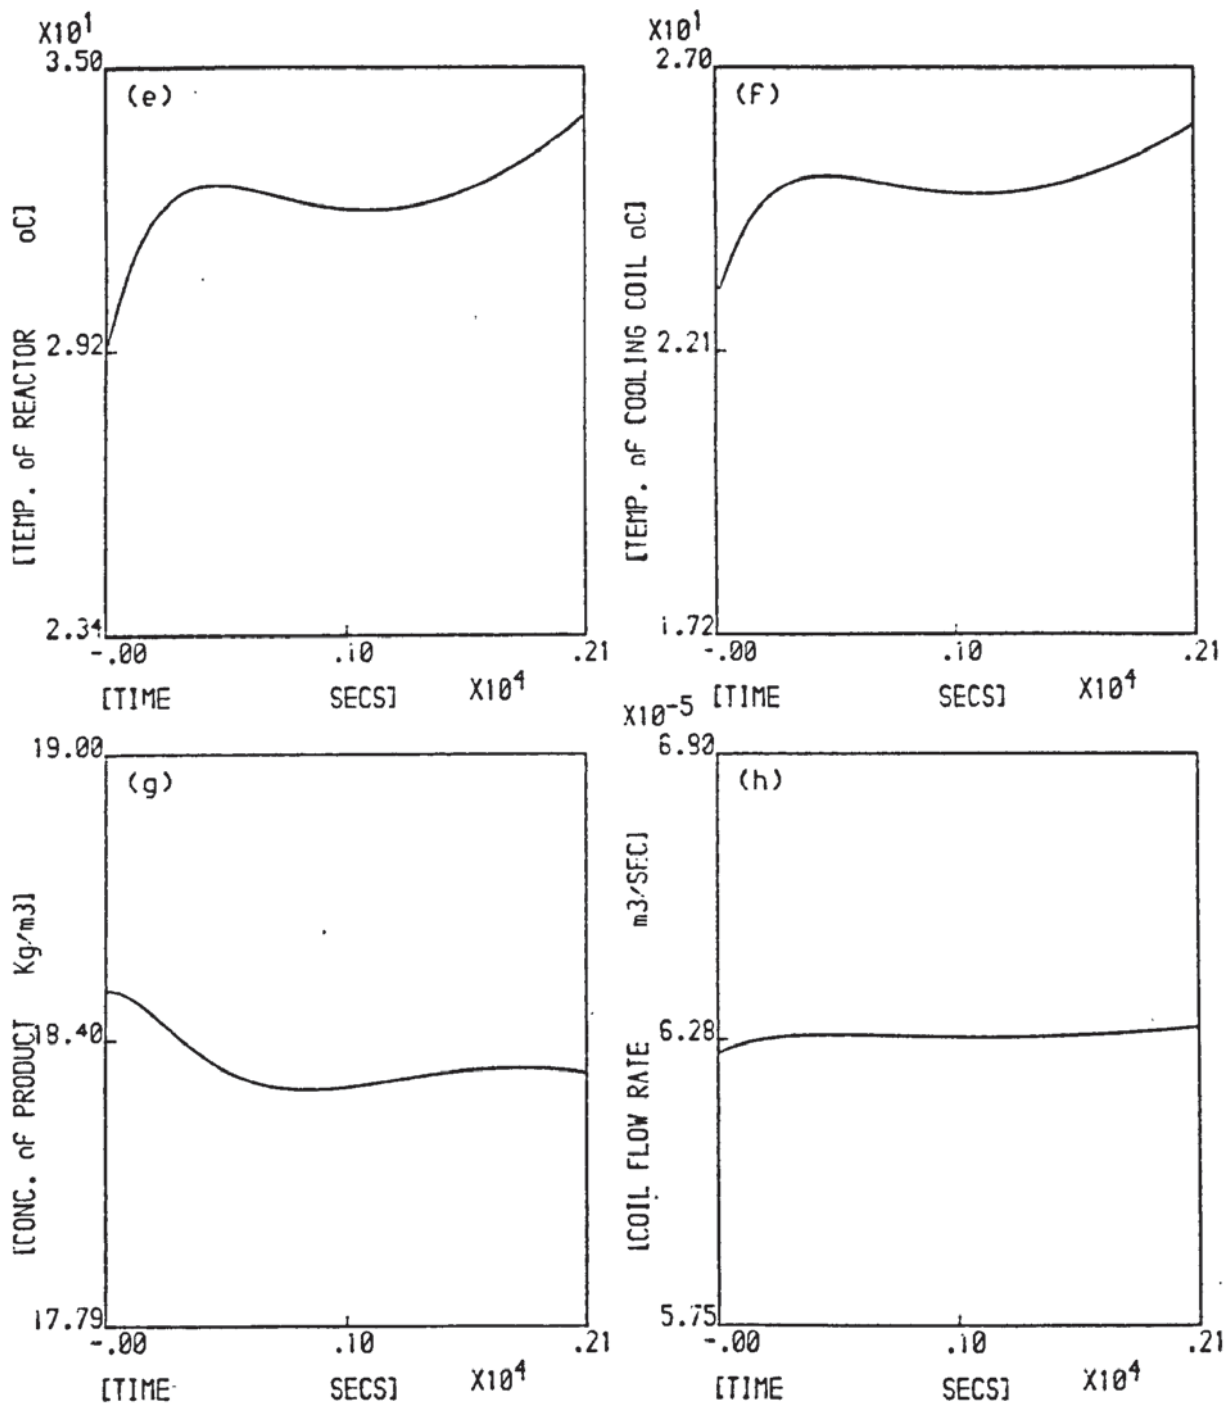 X10¹
3.50
(e)
[TEMP. of REACTOR oC]
2.92
2.34
-.00 .10 .21
[TIME SECS] X10⁴
X10¹
2.70
(f)
[TEMP. of COOLING COIL oC]
2.21
1.72
-.00 .10 .21
[TIME SECS] X10⁴
19.00
(g)
[CONC. of PRODUCT Kg/m3]
18.40
17.79
-.00 .10 .21
[TIME SECS] X10⁴
X10⁻⁵
6.90
(h)
[COIL FLOW RATE m3/SEC]
6.28
5.75
-.00 .10 .21
[TIME SECS] X10⁴